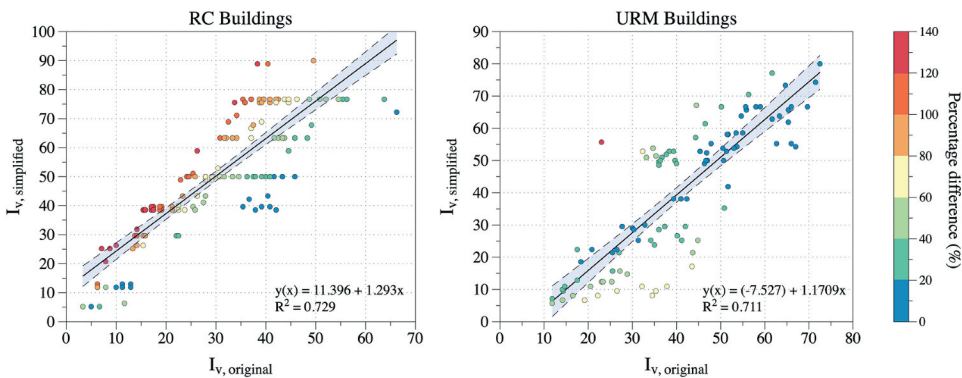 RC Buildings
100
90
80
70
60
50
40
30
20
10
0
0 10 20 30 40 50 60 70
I_v, simplified
I_v, original
y(x) = 11.396 + 1.293x
R² = 0.729
URM Buildings
90
80
70
60
50
40
30
20
10
0
0 10 20 30 40 50 60 70 80
I_v, simplified
I_v, original
y(x) = (-7.527) + 1.1709x
R² = 0.711
140
120
100
80
60
40
20
0
Percentage difference (%)